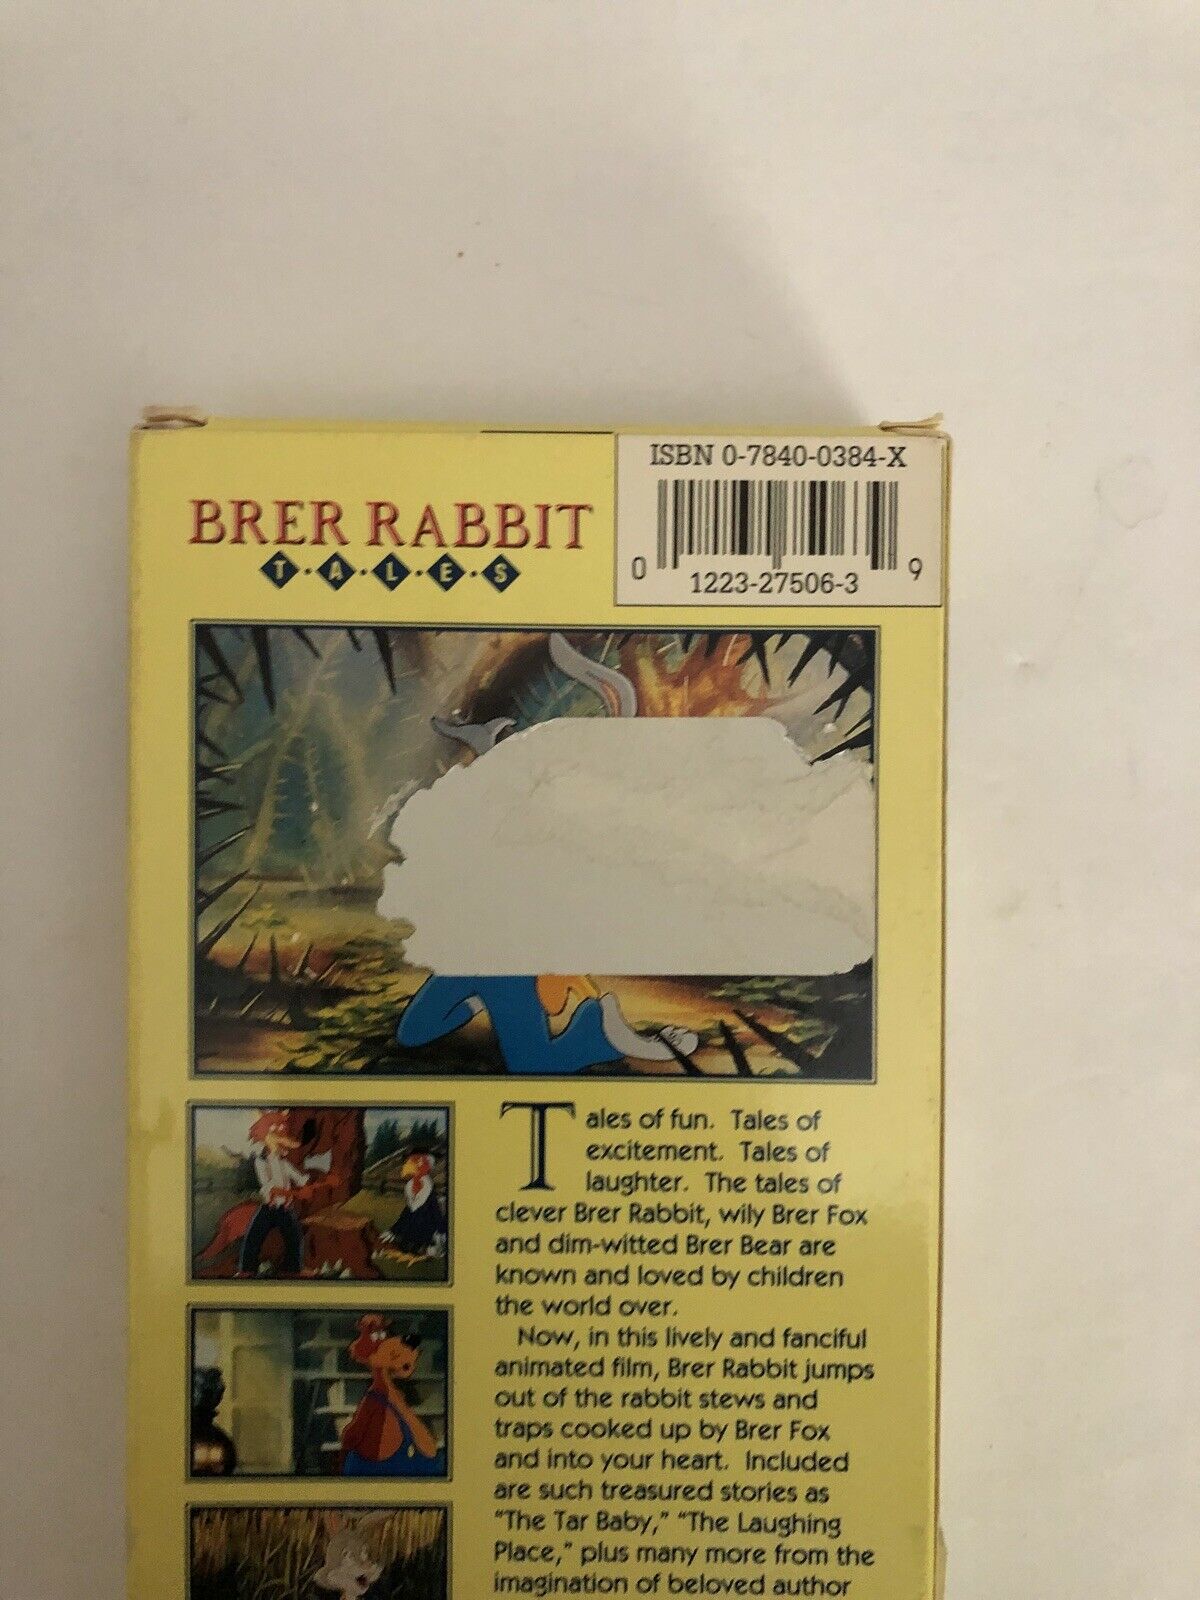 ISBN 0-7840-0384-X
0 1223-27506-3 9
BRER RABBIT
T·A·L·E·S
Tales of fun. Tales of
excitement. Tales of
laughter. The tales of
clever Brer Rabbit, wily Brer Fox
and dim-witted Brer Bear are
known and loved by children
the world over.
Now, in this lively and fanciful
animated film, Brer Rabbit jumps
out of the rabbit stews and
traps cooked up by Brer Fox
and into your heart. Included
are such treasured stories as
"The Tar Baby," "The Laughing
Place," plus many more from the
imagination of beloved author